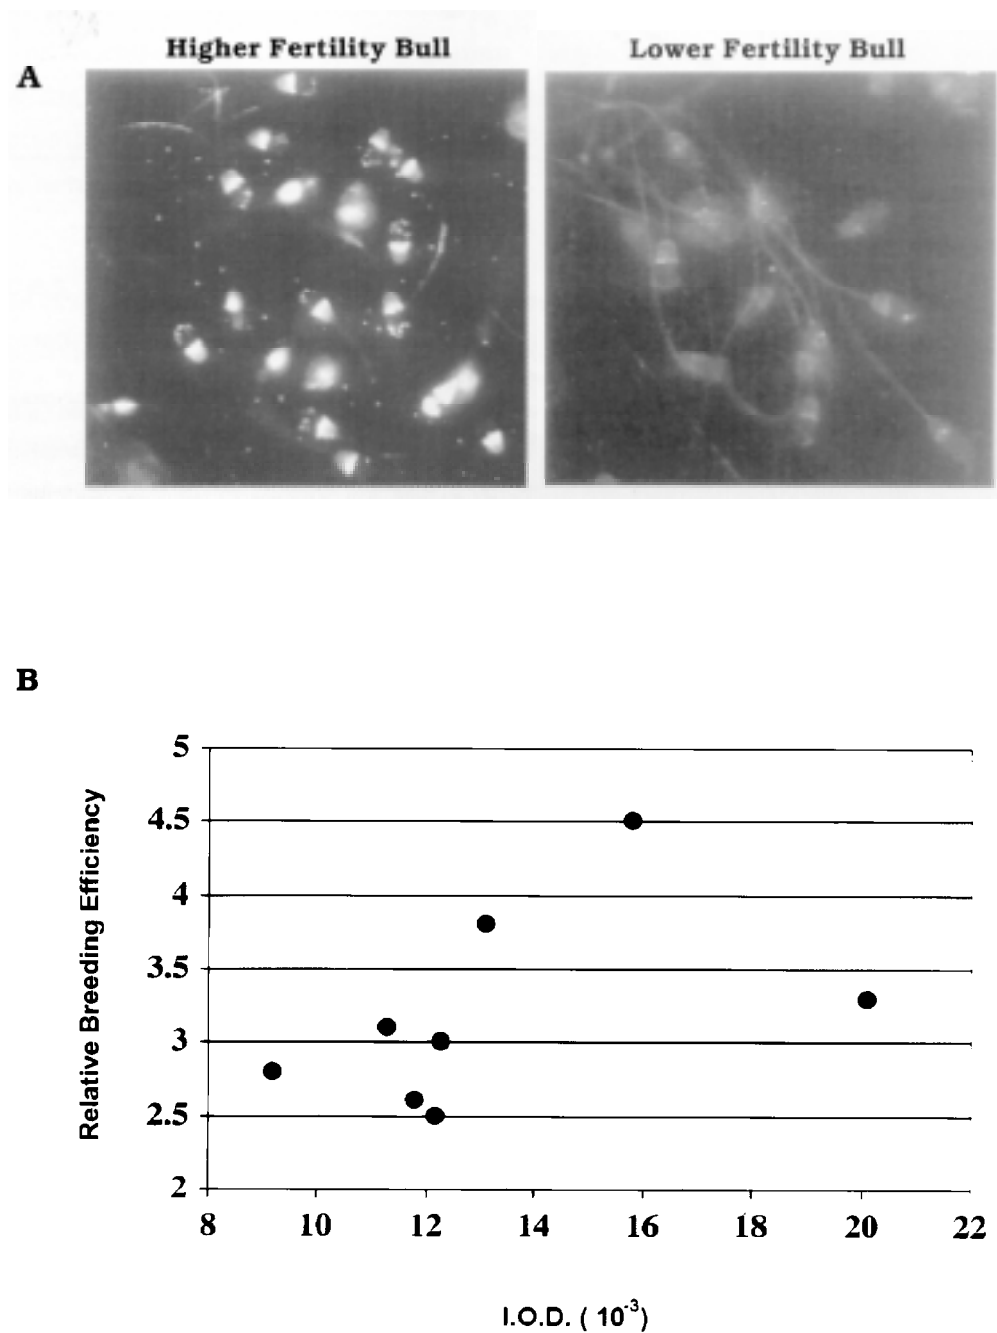 Higher Fertility Bull
Lower Fertility Bull
A
B
Relative Breeding Efficiency
5
4.5
4
3.5
3
2.5
2
8 10 12 14 16 18 20 22
I.O.D. ( 10-3)